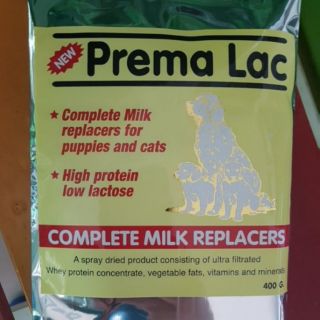 NEW
Prema Lac
★ Complete Milk
replacers for
puppies and cats
★ High protein
low lactose
COMPLETE MILK REPLACERS
A spray dried product consisting of ultra filtrated
Whey protein concentrate, vegetable fats, vitamins and minerals
400 G.